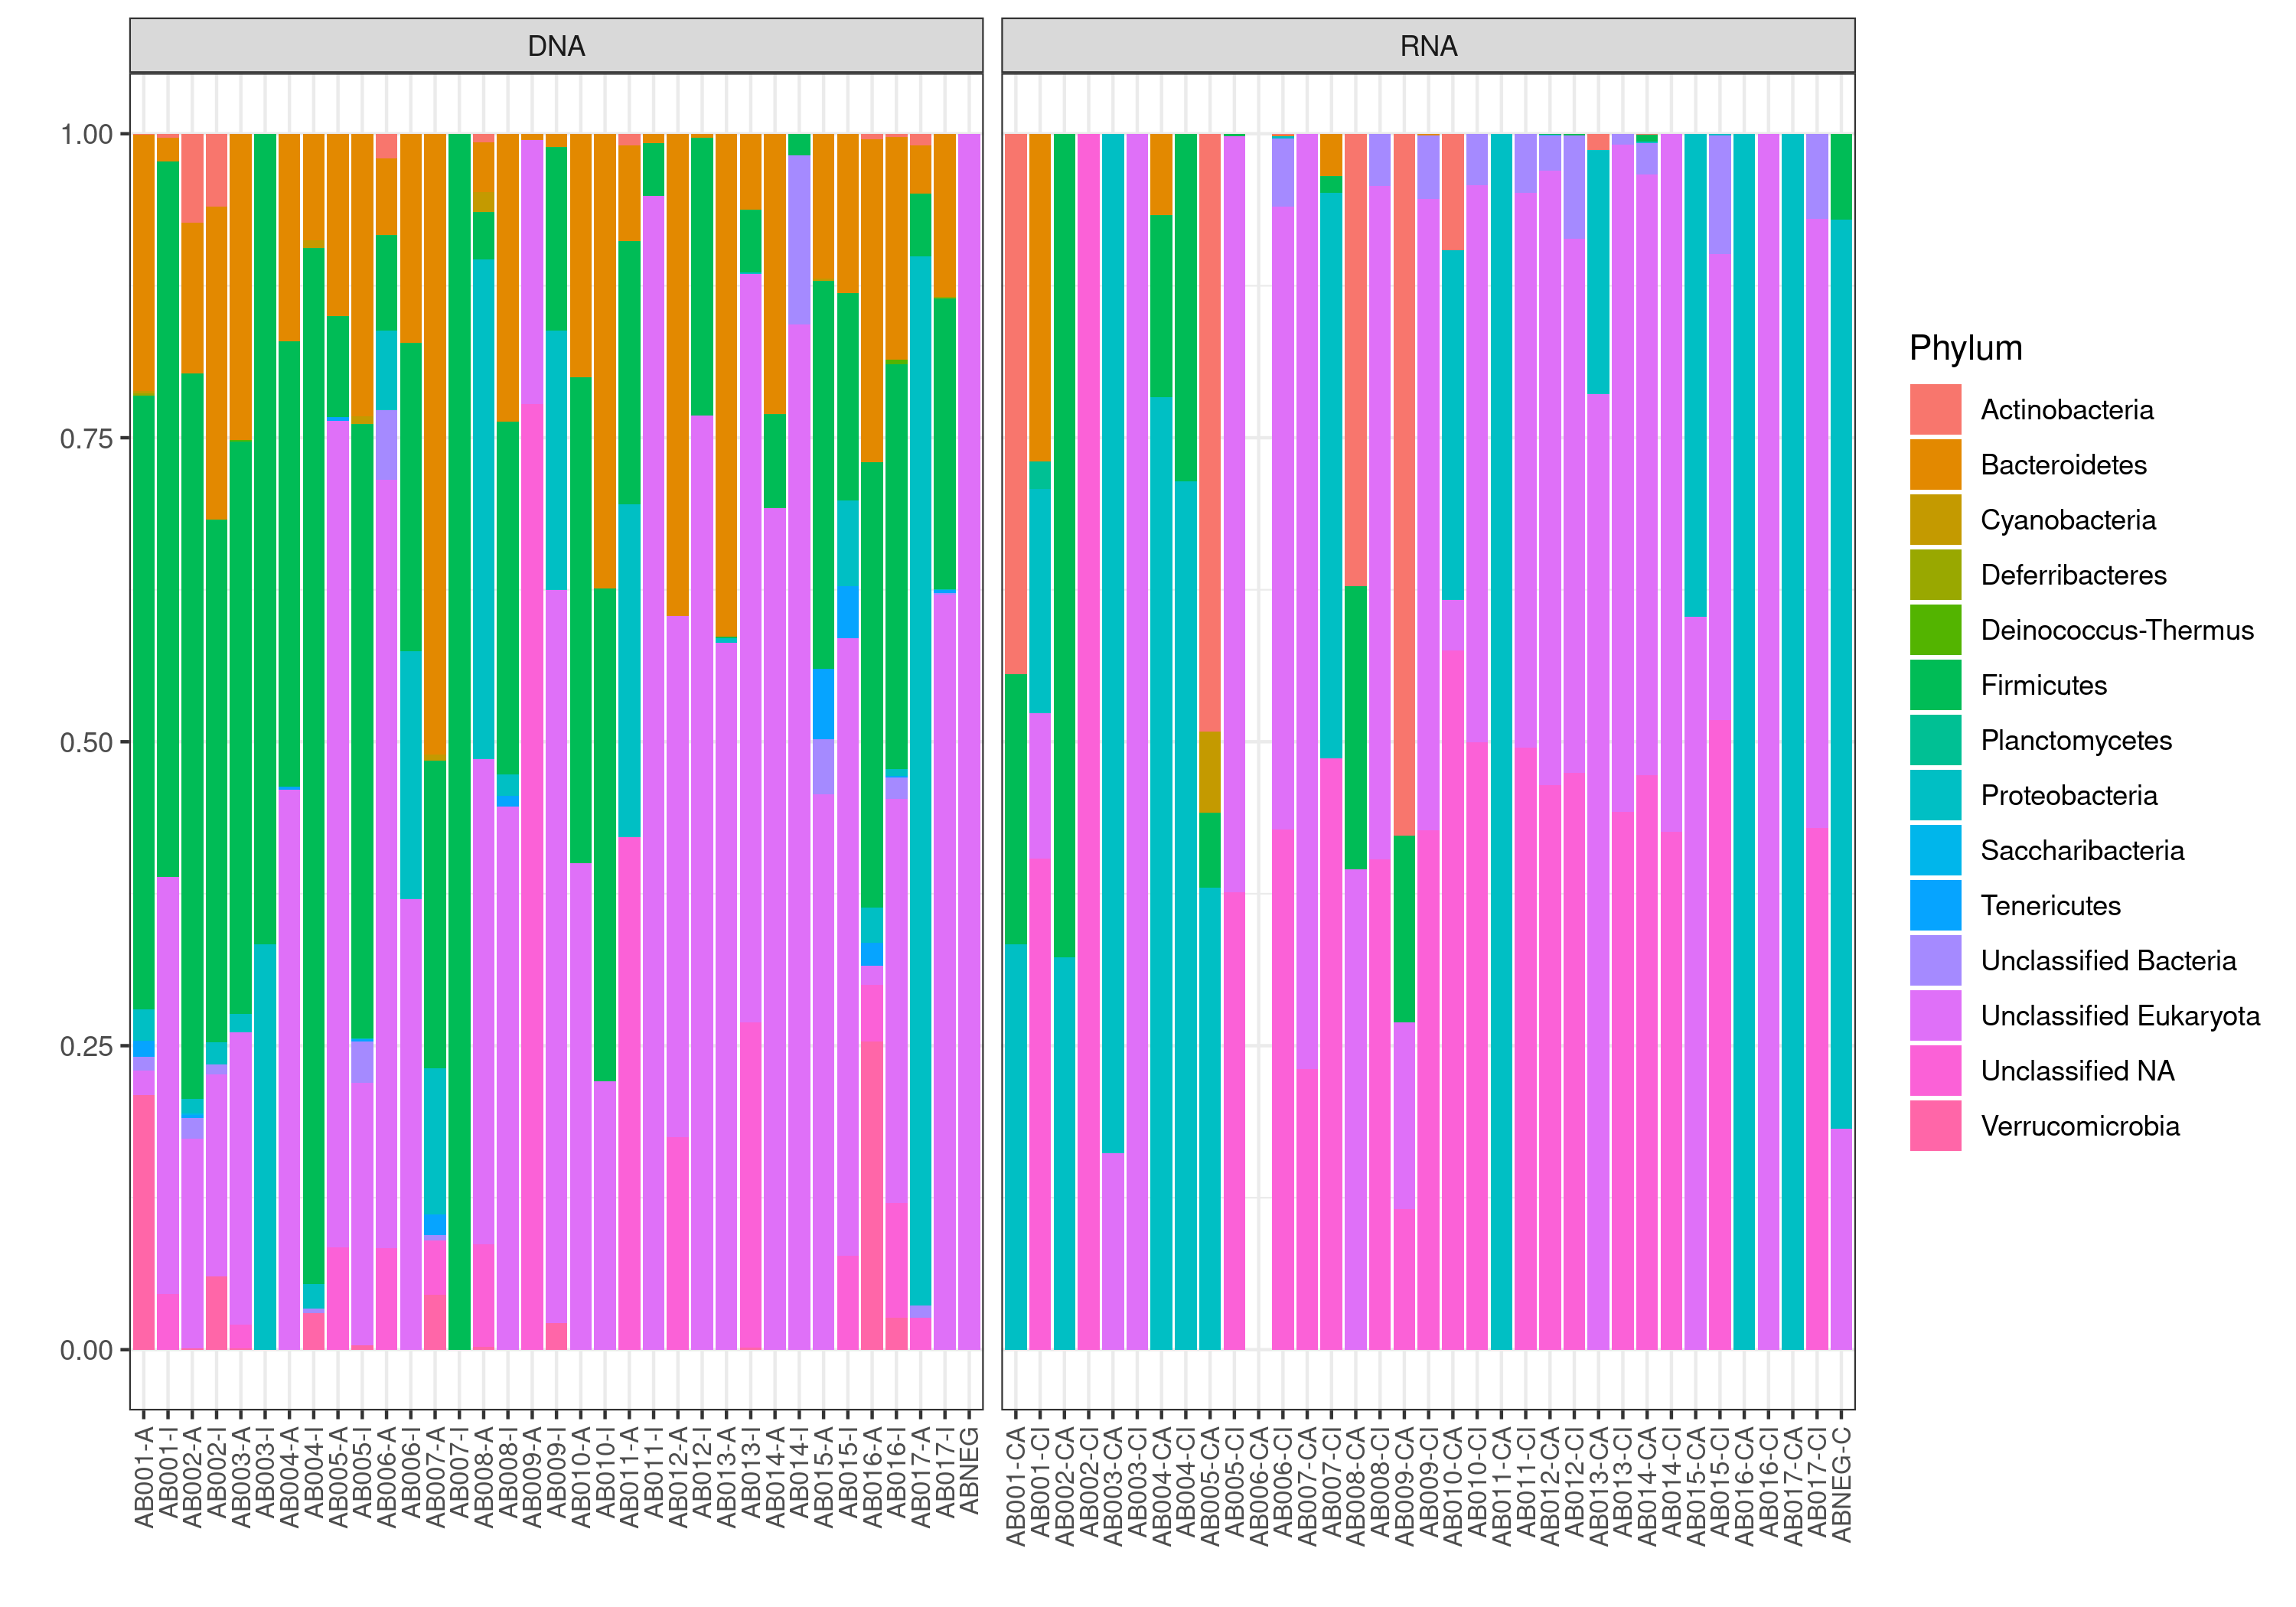 DNA
RNA
1.00
0.75
0.50
0.25
0.00
AB001-A
AB001-I
AB002-A
AB002-I
AB003-A
AB003-I
AB004-A
AB004-I
AB005-A
AB005-I
AB006-A
AB006-I
AB007-A
AB007-I
AB008-A
AB008-I
AB009-A
AB009-I
AB010-A
AB010-I
AB011-A
AB011-I
AB012-A
AB012-I
AB013-A
AB013-I
AB014-A
AB014-I
AB015-A
AB015-I
AB016-A
AB016-I
AB017-A
AB017-I
ABNEG
AB001-CA
AB001-CI
AB002-CA
AB002-CI
AB003-CA
AB003-CI
AB004-CA
AB004-CI
AB005-CA
AB005-CI
AB006-CA
AB006-CI
AB007-CA
AB007-CI
AB008-CA
AB008-CI
AB009-CA
AB009-CI
AB010-CA
AB010-CI
AB011-CA
AB011-CI
AB012-CA
AB012-CI
AB013-CA
AB013-CI
AB014-CA
AB014-CI
AB015-CA
AB015-CI
AB016-CA
AB016-CI
AB017-CA
AB017-CI
ABNEG-C
Phylum
Actinobacteria
Bacteroidetes
Cyanobacteria
Deferribacteres
Deinococcus-Thermus
Firmicutes
Planctomycetes
Proteobacteria
Saccharibacteria
Tenericutes
Unclassified Bacteria
Unclassified Eukaryota
Unclassified NA
Verrucomicrobia